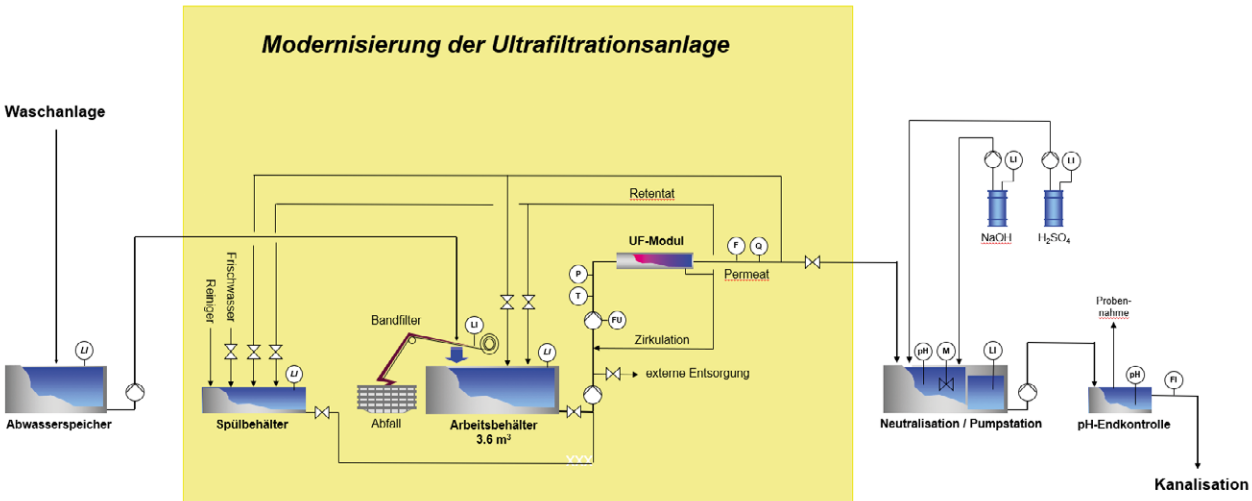 Modernisierung der Ultrafiltrationsanlage
Waschanlage
Retentat
UF-Modul
F
Q
Permeat
P
T
FU
Zirkulation
externe Entsorgung
Frischwasser
Reiniger
Bandfilter
LI
LI
LI
LI
Abwasserspeicher
Spülbehälter
Abfall
Arbeitsbehälter
3.6 m³
XXX
LI
LI
NaOH
H₂SO₄
pH
M
LI
Neutralisation / Pumpstation
Proben-
nahme
pH
FI
pH-Endkontrolle
Kanalisation